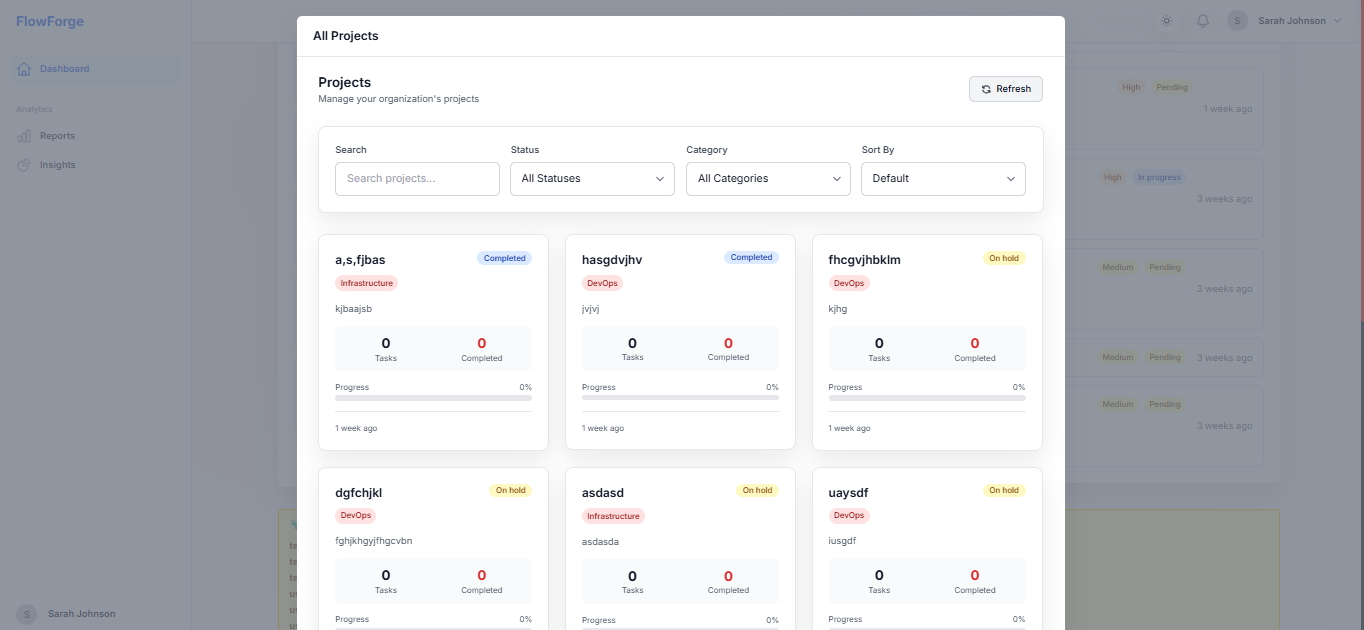 FlowForge
Dashboard
Analytics
Reports
Insights
S Sarah Johnson
All Projects
Projects
Manage your organization's projects
Refresh
Search Status Category Sort By
Search projects... All Statuses All Categories Default
a,s,fjbas Completed
Infrastructure
kjbaajsb
0 0
Tasks Completed
Progress 0%
1 week ago
hasgdvjhv Completed
DevOps
jvjvj
0 0
Tasks Completed
Progress 0%
1 week ago
fhcgvjhbklm On hold
DevOps
kjhg
0 0
Tasks Completed
Progress 0%
1 week ago
dgfchjkl On hold
DevOps
fghjkhgyjfhgcvbn
0 0
Tasks Completed
Progress 0%
asdasd On hold
Infrastructure
asdasda
0 0
Tasks Completed
Progress 0%
uaysdf On hold
DevOps
iusgdf
0 0
Tasks Completed
Progress 0%
S Sarah Johnson
High Pending
1 week ago
High In progress
3 weeks ago
Medium Pending
3 weeks ago
Medium Pending 3 weeks ago
Medium Pending
3 weeks ago